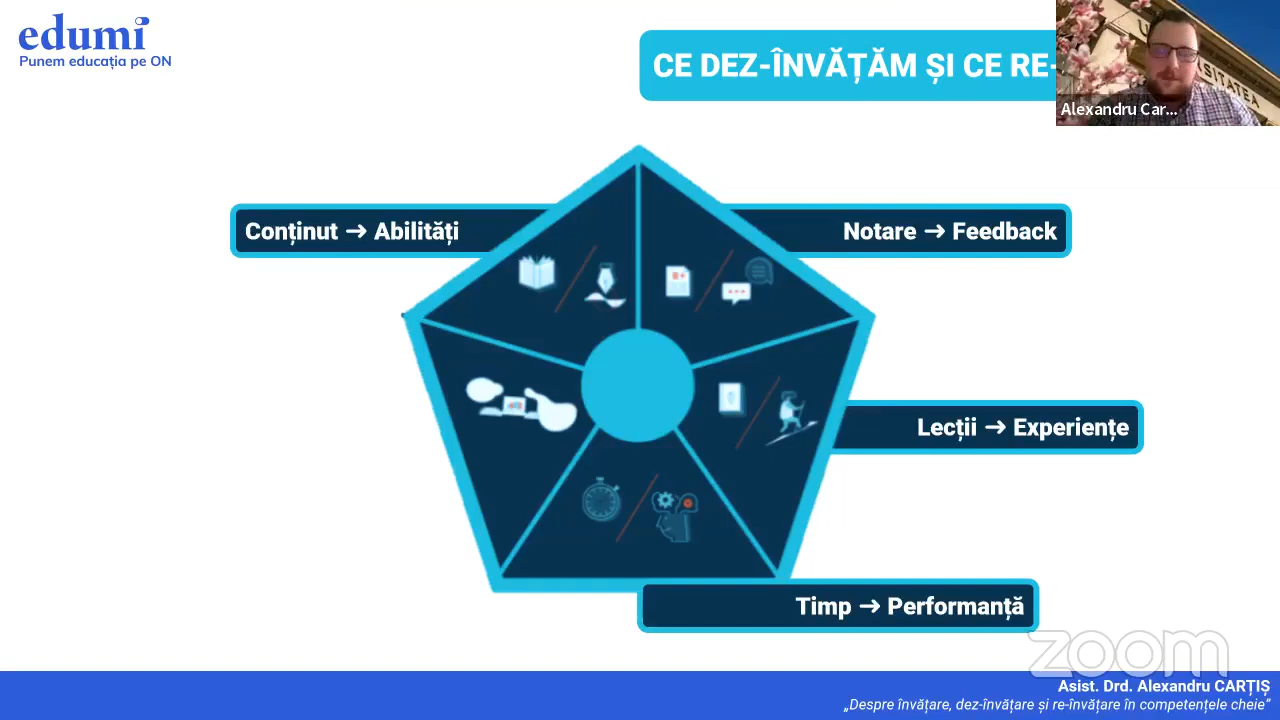 edumi
Punem educația pe ON
CE DEZ-ÎNVĂȚĂM ȘI CE RE-
Alexandru Car...
Conținut → Abilități
Notare → Feedback
Lecții → Experiențe
Timp → Performanță
zoom
Asist. Drd. Alexandru CARȚIȘ
„Despre învățare, dez-învățare și re-învățare în competențele cheie”